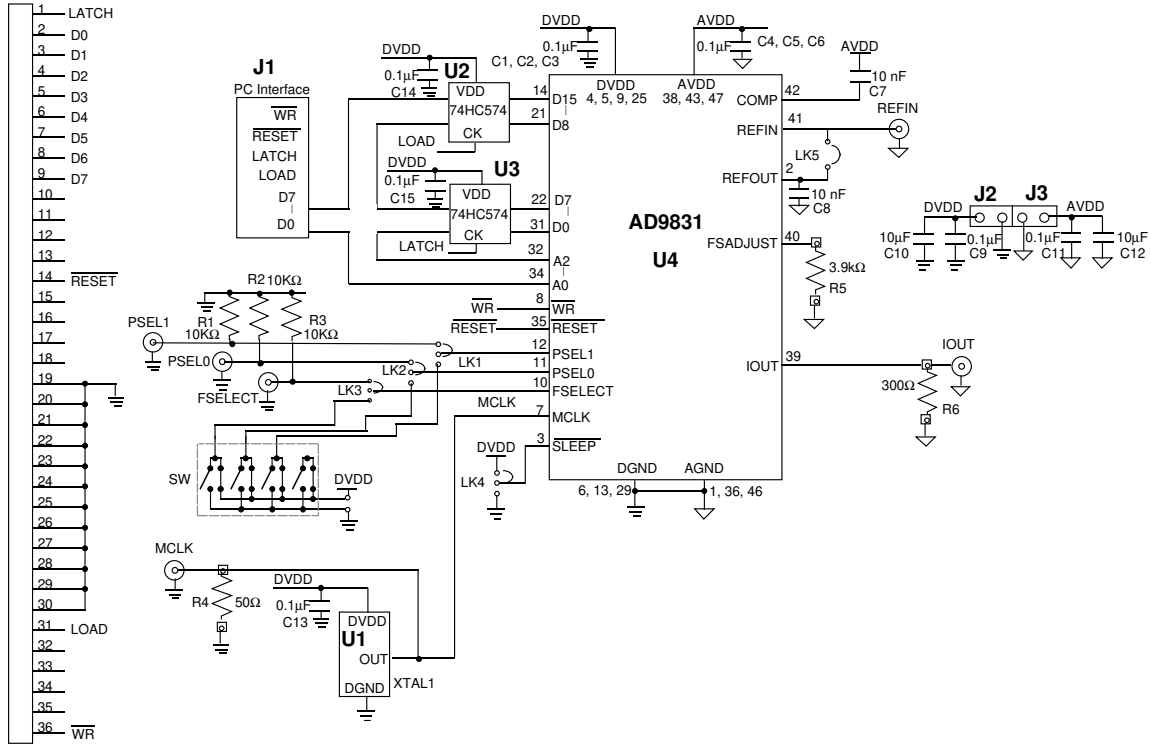 1 LATCH
2 D0
3 D1
4 D2
5 D3
6 D4
7 D5
8 D6
9 D7
10
11
12
13
14 RESET
15
16
17
18
19
20
21
22
23
24
25
26
27
28
29
30
31 LOAD
32
33
34
35
36 WR
J1
PC Interface
WR
RESET
LATCH
LOAD
D7
D0
DVDD
0.1µF
C14
U2
VDD
74HC574
CK
LOAD
DVDD
0.1µF
C15
U3
VDD
74HC574
CK
LATCH
DVDD
0.1µF
C1, C2, C3
AVDD
0.1µF
C4, C5, C6
AVDD
10 nF
C7
DVDD
4, 5, 9, 25
AVDD
38, 43, 47
14 D15
21 D8
22 D7
31 D0
32 A2
34 A0
WR 8 WR
RESET 35 RESET
12 PSEL1
11 PSEL0
10 FSELECT
MCLK
7 MCLK
3 SLEEP
AD9831
U4
COMP 42
REFIN 41
REFIN
LK5
REFOUT 2
10 nF
C8
FSADJUST 40
3.9kΩ
R5
IOUT 39
IOUT
300Ω
R6
DGND
6, 13, 29
AGND
1, 36, 46
J2
J3
DVDD
AVDD
10µF
C10
0.1µF
C9
0.1µF
C11
10µF
C12
R2 10KΩ
R1
10KΩ
R3
10KΩ
PSEL1
PSEL0
FSELECT
LK1
LK2
LK3
SW
DVDD
DVDD
LK4
MCLK
R4
50Ω
DVDD
0.1µF
C13
DVDD
U1
OUT
DGND
XTAL1